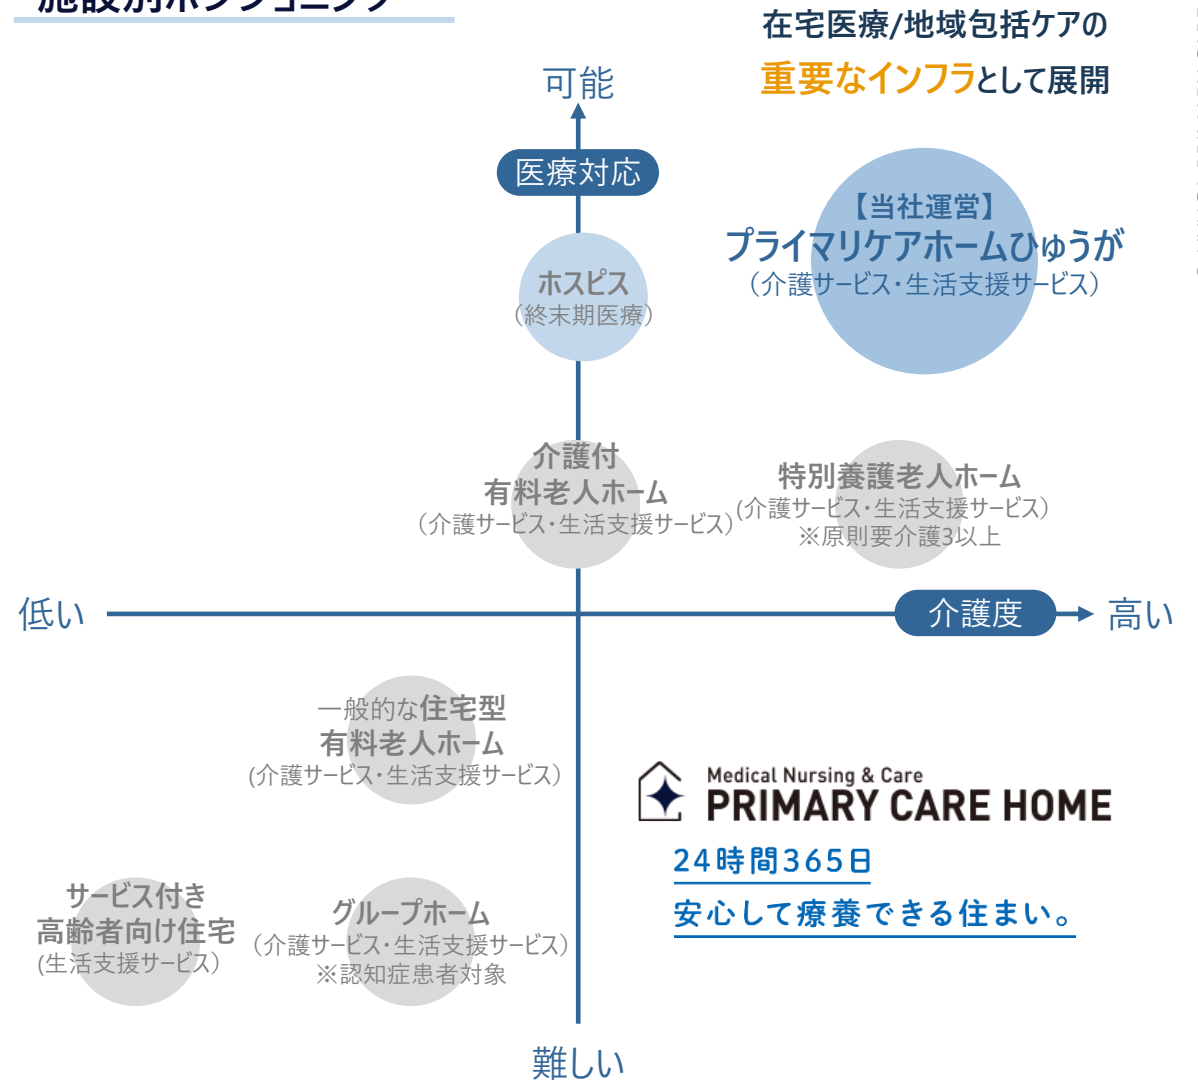 施設別ポジショニング
在宅医療/地域包括ケアの
重要なインフラとして展開
可能
医療対応
【当社運営】
プライマリケアホームひゅうが
（介護サービス・生活支援サービス）
ホスピス
（終末期医療）
介護付
有料老人ホーム
（介護サービス・生活支援サービス）
特別養護老人ホーム
(介護サービス・生活支援サービス）
※原則要介護3以上
低い
介護度
高い
一般的な住宅型
有料老人ホーム
(介護サービス・生活支援サービス）
Medical Nursing & Care
PRIMARY CARE HOME
24時間365日
安心して療養できる住まい。
サービス付き
高齢者向け住宅
(生活支援サービス）
グループホーム
（介護サービス・生活支援サービス）
※認知症患者対象
難しい